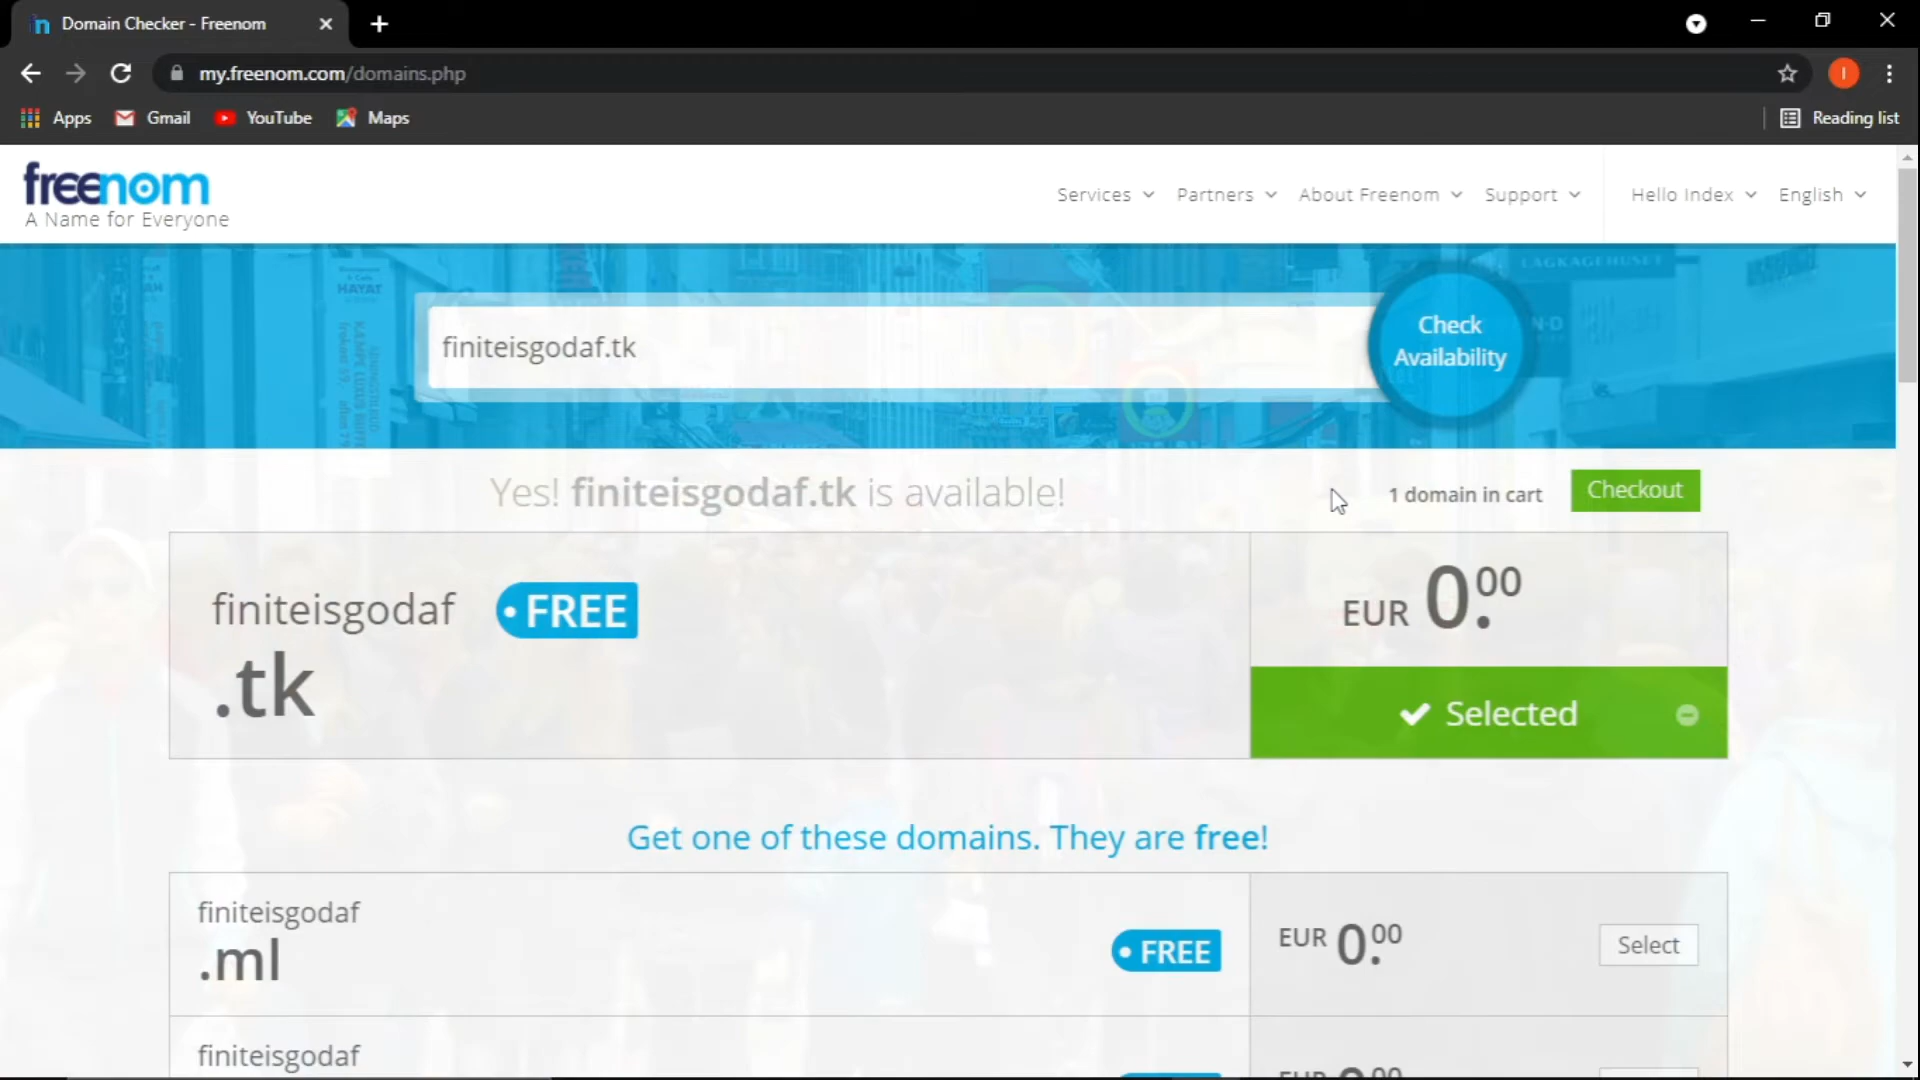 Domain Checker - Freenom
my.freenom.com/domains.php
Apps Gmail YouTube Maps Reading list
freenom
A Name for Everyone
Services Partners About Freenom Support Hello Index English
HAYAT
LAGKAGEHUSET
finiteisgodaf.tk
Check
Availability
Yes! finiteisgodaf.tk is available!
1 domain in cart
Checkout
finiteisgodaf
.tk
FREE
EUR 0.00
Selected
Get one of these domains. They are free!
finiteisgodaf
.ml
FREE
EUR 0.00
Select
finiteisgodaf